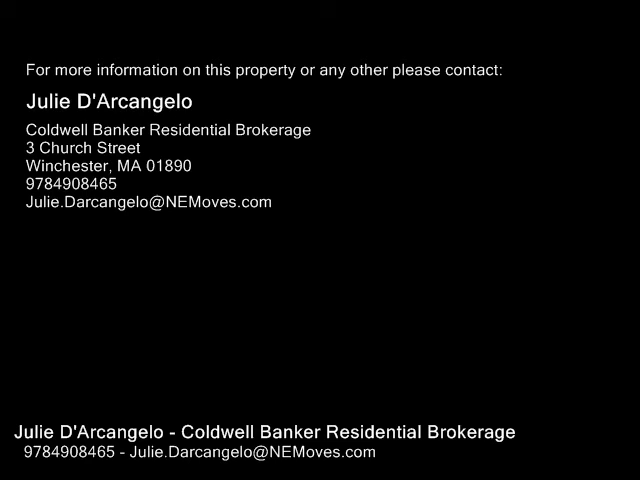 For more information on this property or any other please contact:
Julie D'Arcangelo
Coldwell Banker Residential Brokerage
3 Church Street
Winchester, MA 01890
9784908465
Julie.Darcangelo@NEMoves.com
Julie D'Arcangelo - Coldwell Banker Residential Brokerage
9784908465 - Julie.Darcangelo@NEMoves.com